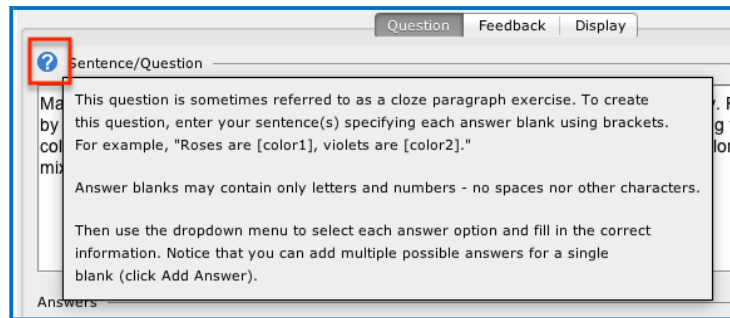 Question Feedback Display
? Sentence/Question
This question is sometimes referred to as a cloze paragraph exercise. To create
this question, enter your sentence(s) specifying each answer blank using brackets.
For example, "Roses are [color1], violets are [color2]."
Answer blanks may contain only letters and numbers - no spaces nor other characters.
Then use the dropdown menu to select each answer option and fill in the correct
information. Notice that you can add multiple possible answers for a single
blank (click Add Answer).
Answers